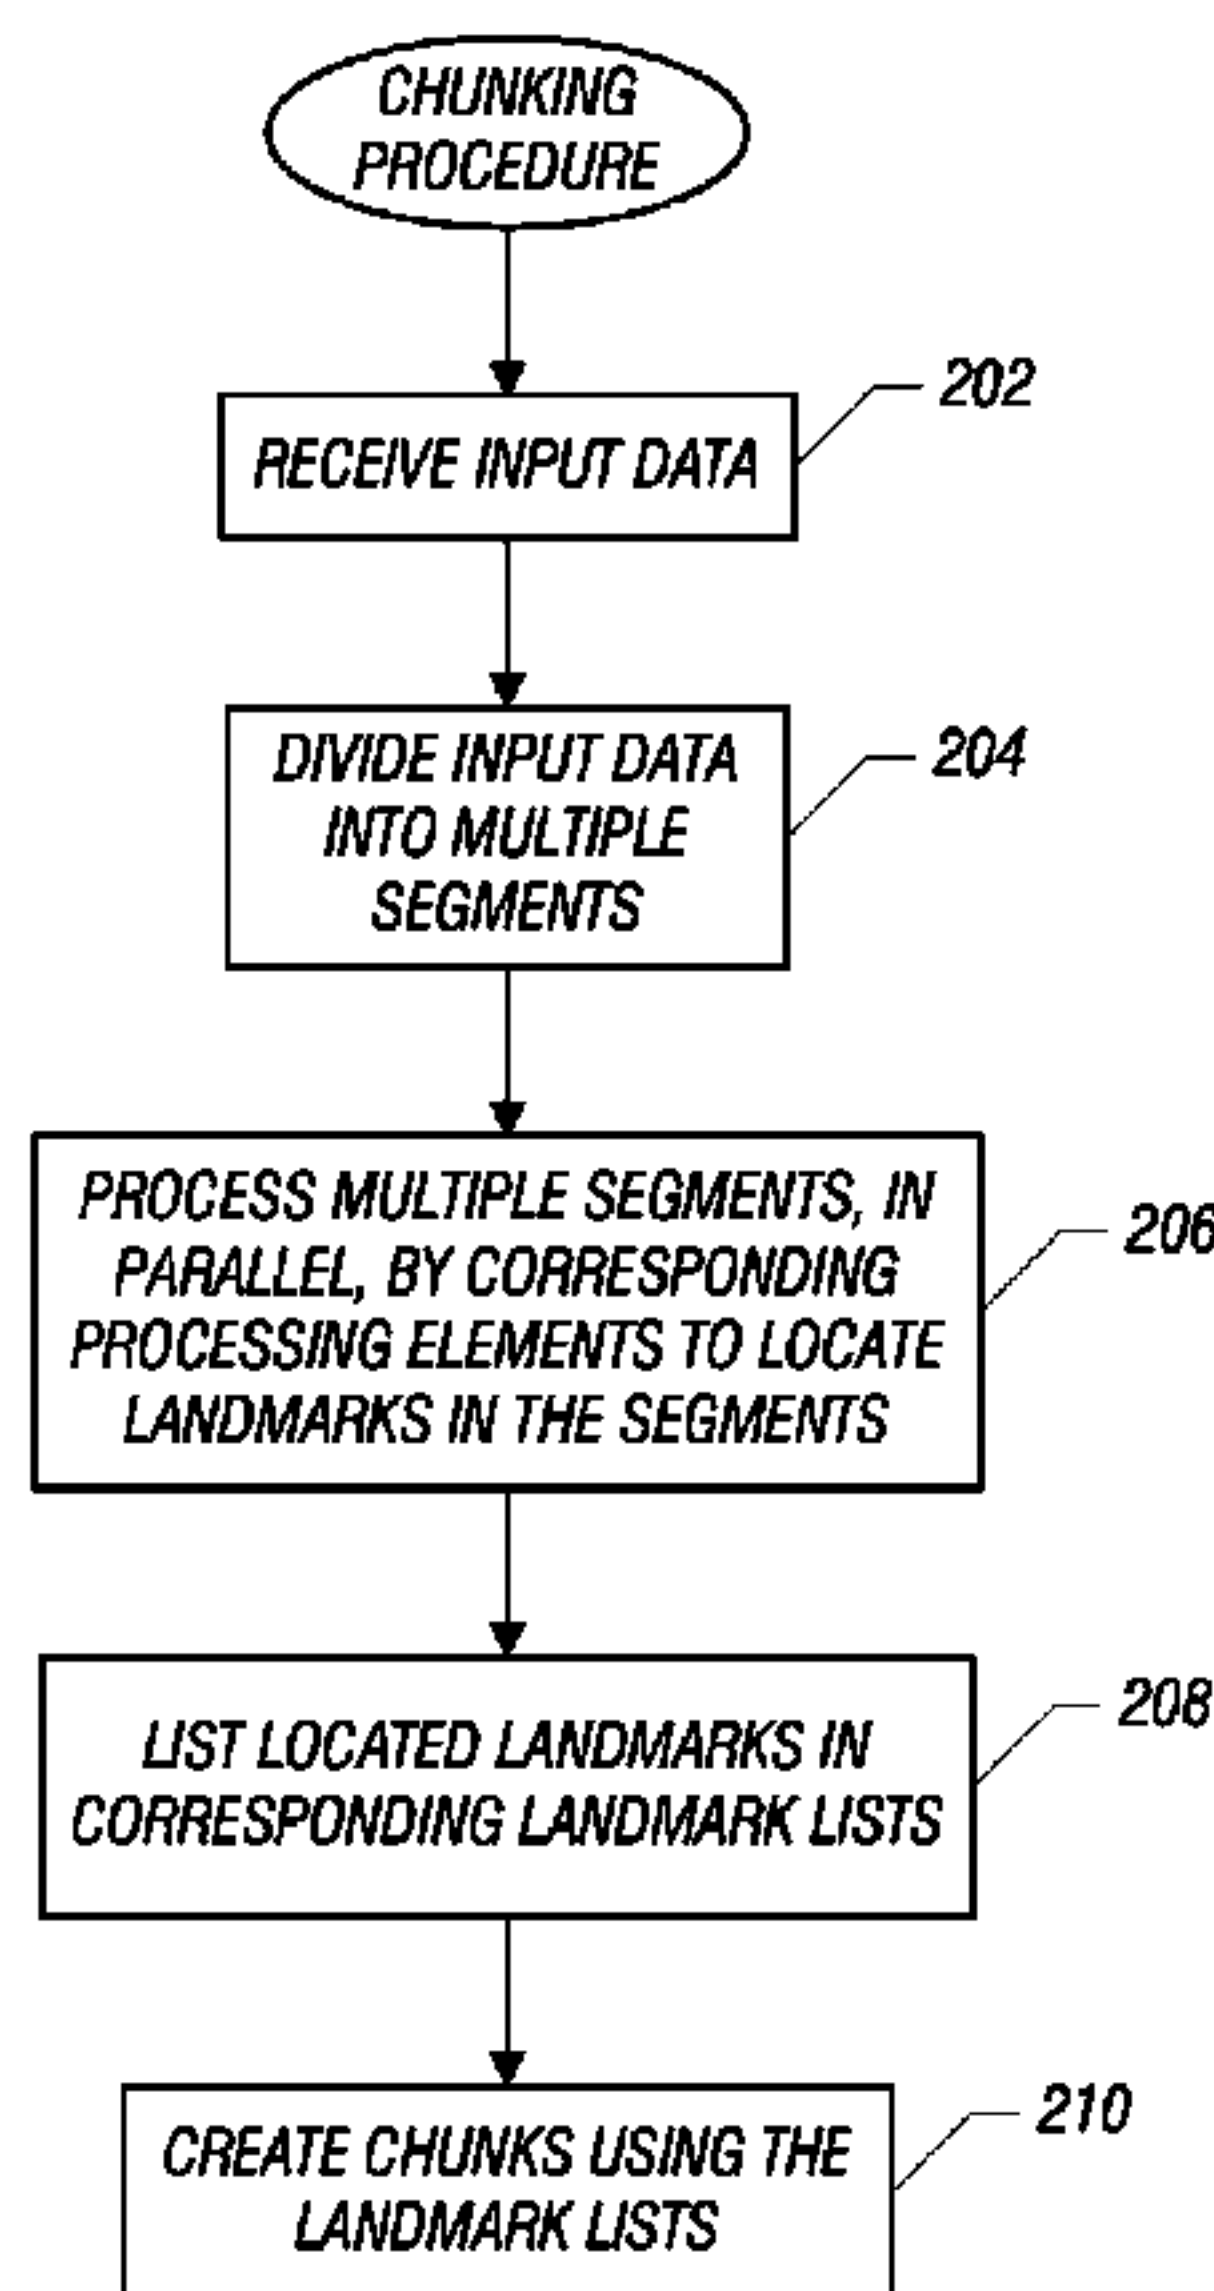 CHUNKING
PROCEDURE
202
RECEIVE INPUT DATA
204
DIVIDE INPUT DATA
INTO MULTIPLE
SEGMENTS
206
PROCESS MULTIPLE SEGMENTS, IN
PARALLEL, BY CORRESPONDING
PROCESSING ELEMENTS TO LOCATE
LANDMARKS IN THE SEGMENTS
208
LIST LOCATED LANDMARKS IN
CORRESPONDING LANDMARK LISTS
210
CREATE CHUNKS USING THE
LANDMARK LISTS